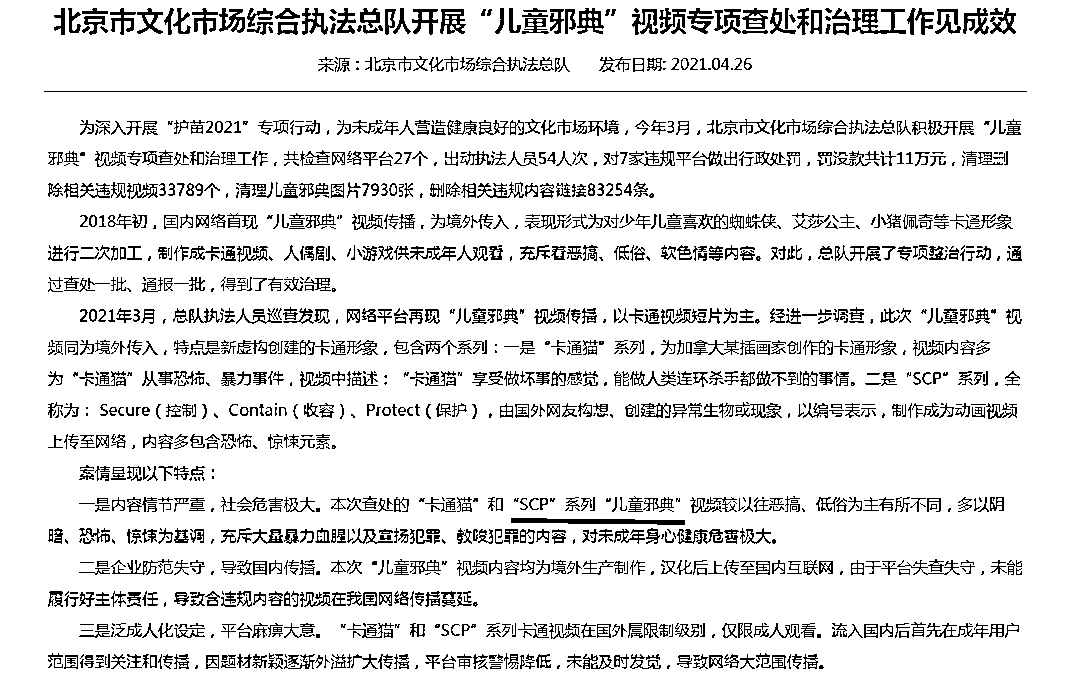 北京市文化市场综合执法总队开展“儿童邪典”视频专项查处和治理工作见成效
来源：北京市文化市场综合执法总队 发布日期: 2021.04.26
为深入开展“护苗2021”专项行动，为未成年人营造健康良好的文化市场环境，今年3月，北京市文化市场综合执法总队积极开展“儿童
邪典”视频专项查处和治理工作，共检查网络平台27个，出动执法人员54人次，对7家违规平台做出行政处罚，罚没款共计11万元，清理删
除相关违规视频33789个，清理儿童邪典图片7930张，删除相关违规内容链接83254条。
2018年初，国内网络首现“儿童邪典”视频传播，为境外传入，表现形式为对少年儿童喜欢的蜘蛛侠、艾莎公主、小猪佩奇等卡通形象
进行二次加工，制作成卡通视频、人偶剧、小游戏供未成年人观看，充斥着恶搞、低俗、软色情等内容。对此，总队开展了专项整治行动，通
过查处一批、通报一批，得到了有效治理。
2021年3月，总队执法人员巡查发现，网络平台再现“儿童邪典”视频传播，以卡通视频短片为主。经进一步调查，此次“儿童邪典”视
频同为境外传入，特点是新虚构创建的卡通形象，包含两个系列：一是“卡通猫”系列，为加拿大某插画家创作的卡通形象，视频内容多
为“卡通猫”从事恐怖、暴力事件，视频中描述：“卡通猫”享受做坏事的感觉，能做人类连环杀手都做不到的事情。二是“SCP”系列，全
称为：Secure（控制）、Contain（收容）、Protect（保护），由国外网友构想、创建的异常生物或现象，以编号表示，制作成为动画视频
上传至网络，内容多包含恐怖、惊悚元素。
案情呈现以下特点：
一是内容情节严重，社会危害极大。本次查处的“卡通猫”和“SCP”系列“儿童邪典”视频较以往恶搞、低俗为主有所不同，多以阴
暗、恐怖、惊悚为基调，充斥大量暴力血腥以及宣扬犯罪、教唆犯罪的内容，对未成年身心健康危害极大。
二是企业防范失守，导致国内传播。本次“儿童邪典”视频内容均为境外生产制作，汉化后上传至国内互联网，由于平台失查失守，未能
履行好主体责任，导致含违规内容的视频在我国网络传播蔓延。
三是泛成人化设定，平台麻痹大意。“卡通猫”和“SCP”系列卡通视频在国外属限制级别，仅限成人观看。流入国内后首先在成年用户
范围得到关注和传播，因题材新颖逐渐外溢扩大传播，平台审核警惕降低，未能及时发觉，导致网络大范围传播。